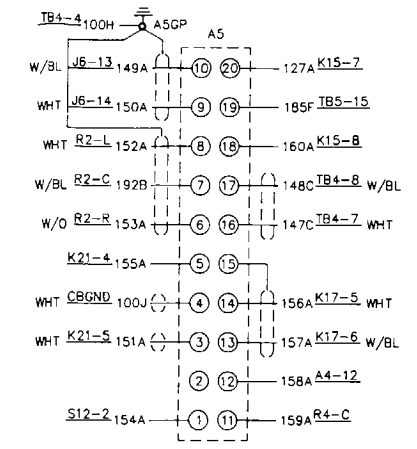 TB4-4 100H A5GP
A5
W/BL J6-13 149A 10 20 127A K15-7
WHT J6-14 150A 9 19 185F TB5-15
WHT R2-L 152A 8 18 160A K15-8
W/BL R2-C 192B 7 17 148C TB4-8 W/BL
W/O R2-R 153A 6 16 147C TB4-7 WHT
K21-4 155A 5 15
WHT CBGND 100J 4 14 156A K17-5 WHT
WHT K21-5 151A 3 13 157A K17-6 W/BL
2 12 158A A4-12
S12-2 154A 1 11 159A R4-C